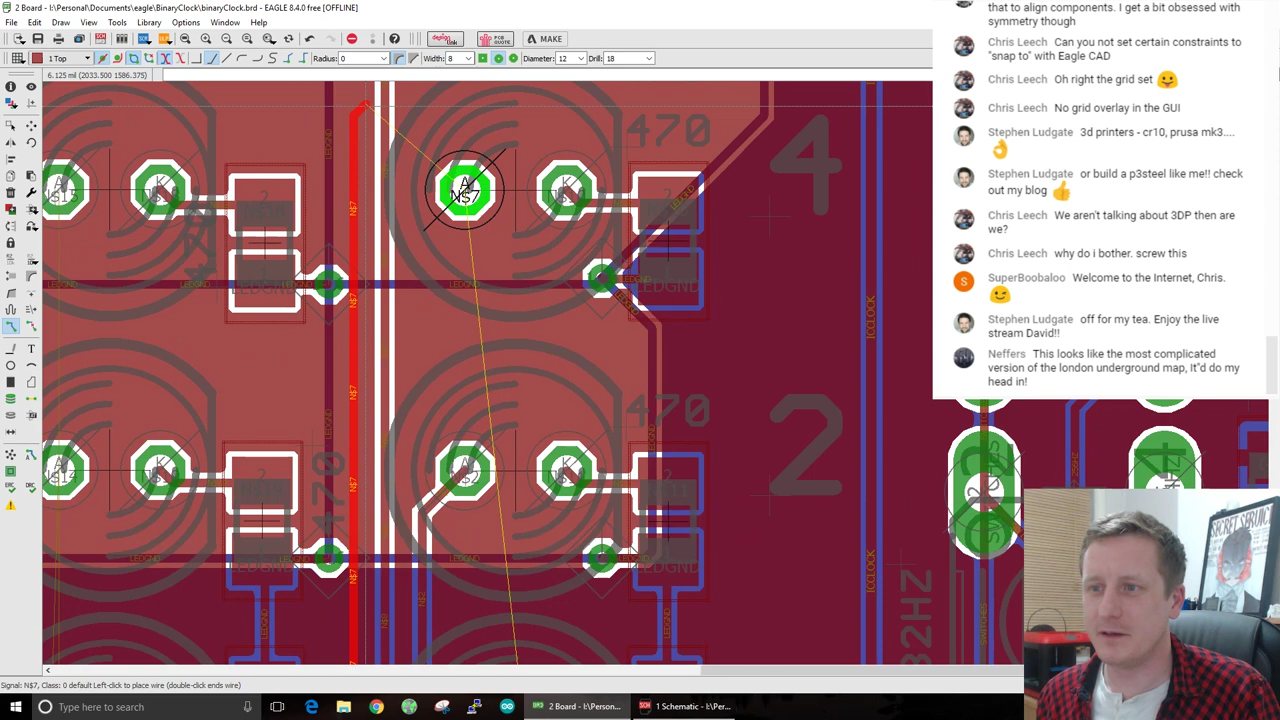 2 Board - I:\Personal\Documents\eagle\BinaryClock\binaryClock.brd - EAGLE 8.4.0 free [OFFLINE]
File Edit Draw View Tools Library Options Window Help
MAKE
1 Top
Radius: 0
Width: 8
Diameter: 12
Drill: 18
6.125 mil (2033.500 1586.375)
that to align components. I get a bit obsessed with
symmetry though
Chris Leech Can you not set certain constraints to
"snap to" with Eagle CAD
Chris Leech Oh right the grid set 😛
Chris Leech No grid overlay in the GUI
Stephen Ludgate 3d printers - cr10, prusa mk3....
👌
Stephen Ludgate or build a p3steel like me!! check
out my blog 👍
Chris Leech We aren't talking about 3DP then are
we?
Chris Leech why do i bother. screw this
S SuperBoobaloo Welcome to the Internet, Chris.
😉
Stephen Ludgate off for my tea. Enjoy the live
stream David!!
Neffers This looks like the most complicated
version of the london underground map, It"d do my
head in!
470
4
A
N$7
K
2
LEDGND
470
2
ICCLOCK
32HZ
SWITCHES
SECRET SERVICE
Signal: N$7, Class: 0 default Left-click to place wire (double-click ends wire)
Type here to search
2 Board - I:\Person...
1 Schematic - I:\Per...